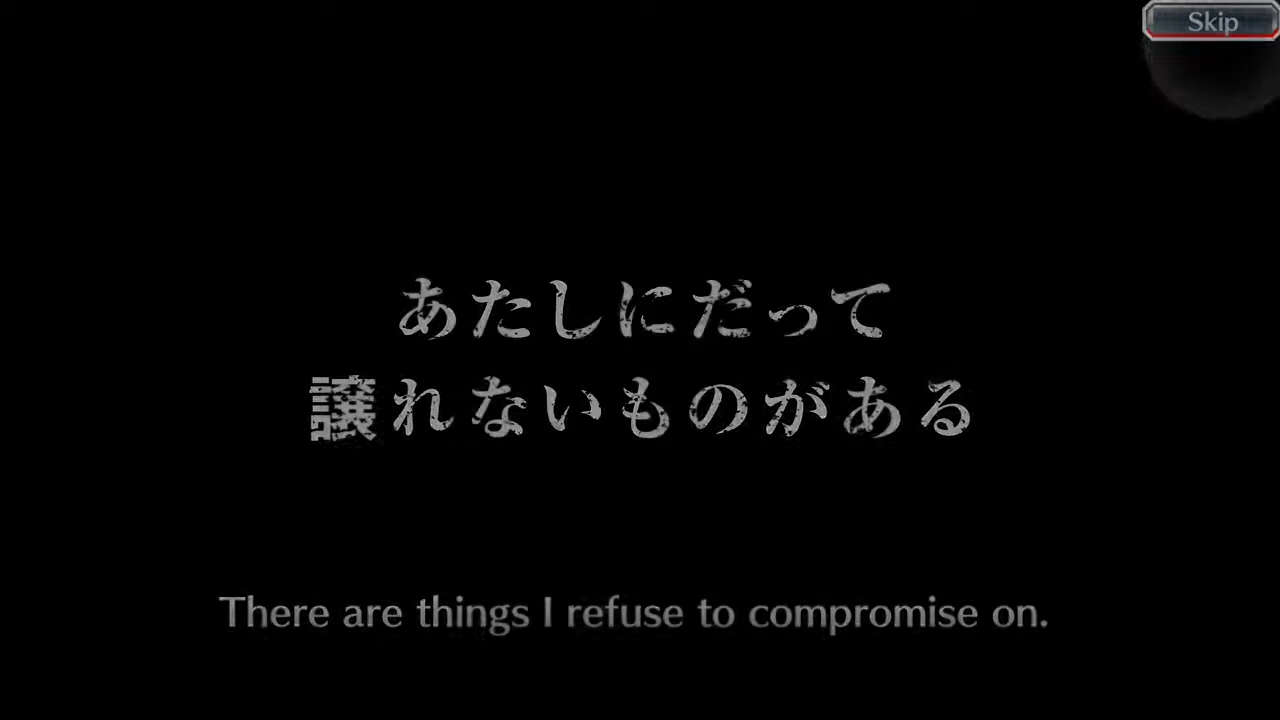 Skip
あたしにだって
譲れないものがある
There are things I refuse to compromise on.